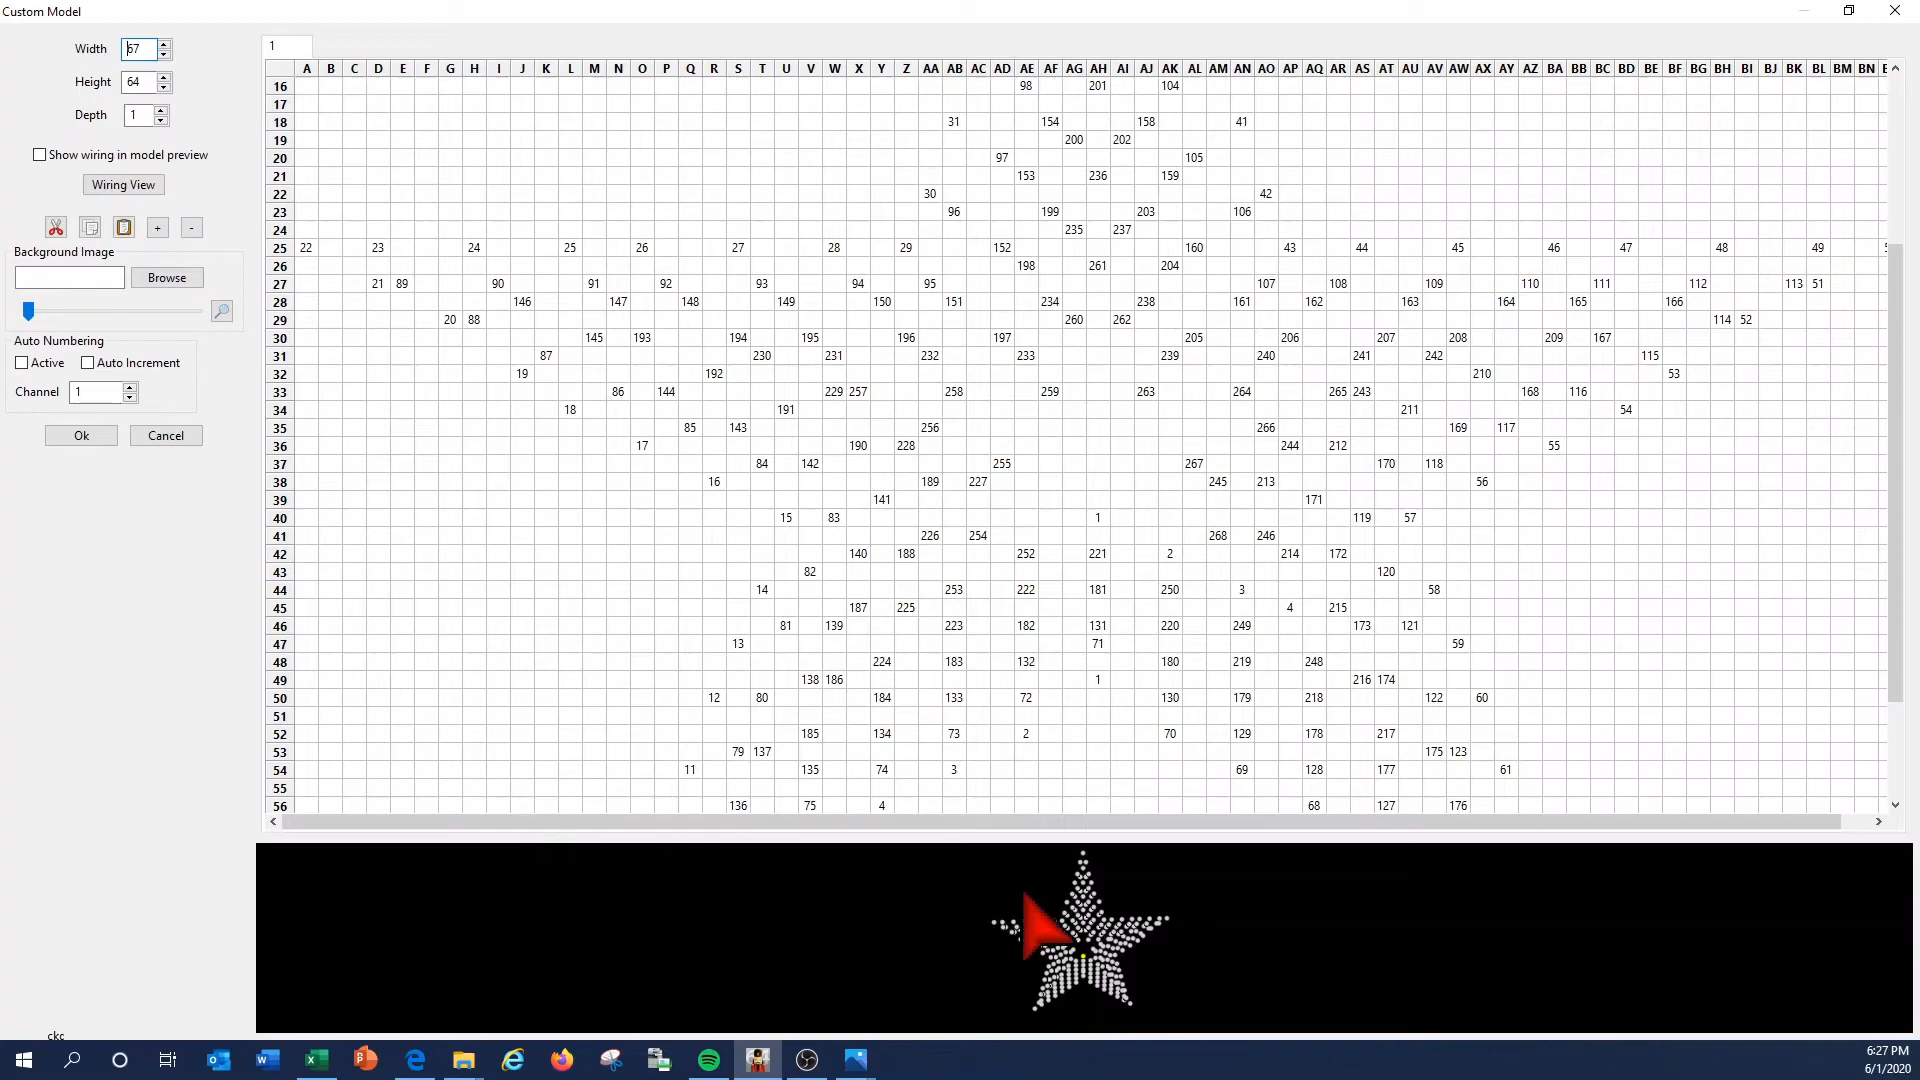 Custom Model
Width 67
Height 64
Depth 1
Show wiring in model preview
Wiring View
+ -
Background Image
Browse
Auto Numbering
Active Auto Increment
Channel 1
Ok Cancel
1
A B C D E F G H I J K L M N O P Q R S T U V W X Y Z AA AB AC AD AE AF AG AH AI AJ AK AL AM AN AO AP AQ AR AS AT AU AV AW AX AY AZ BA BB BC BD BE BF BG BH BI BJ BK BL BM BN
16 98 201 104
17
18 31 154 158 41
19 200 202
20 97 105
21 153 236 159
22 30 42
23 96 199 203 106
24 235 237
25 22 23 24 25 26 27 28 29 152 160 43 44 45 46 47 48 49
26 198 261 204
27 21 89 90 91 92 93 94 95 107 108 109 110 111 112 113 51
28 146 147 148 149 150 151 234 238 161 162 163 164 165 166
29 20 88 260 262 114 52
30 145 193 194 195 196 197 205 206 207 208 209 167
31 87 230 231 232 233 239 240 241 242 115
32 19 192 210 53
33 86 144 229 257 258 259 263 264 265 243 168 116
34 18 191 211 54
35 85 143 256 266 169 117
36 17 190 228 244 212 55
37 84 142 255 267 170 118
38 16 189 227 245 213 56
39 141 171
40 15 83 1 119 57
41 226 254 268 246
42 140 188 252 221 2 214 172
43 82 120
44 14 253 222 181 250 3 58
45 187 225 4 215
46 81 139 223 182 131 220 249 173 121
47 13 71 59
48 224 183 132 180 219 248
49 138 186 1 216 174
50 12 80 184 133 72 130 179 218 122 60
51
52 185 134 73 2 70 129 178 217
53 79 137 175 123
54 11 135 74 3 69 128 177 61
55
56 136 75 4 68 127 176
ckc
6:27 PM
6/1/2020